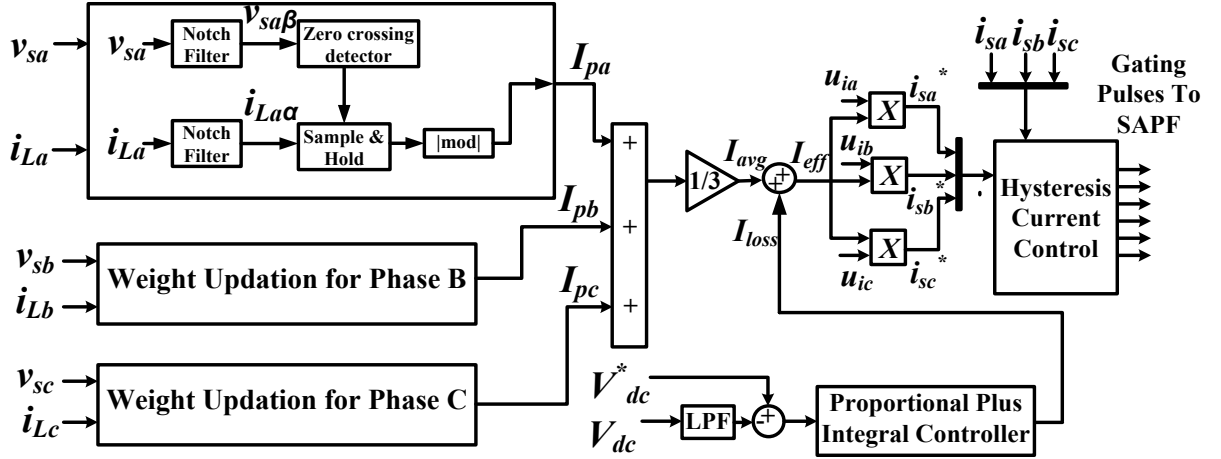 v_sa
i_La
v_sa
Notch Filter
v_saβ
Zero crossing detector
i_La
Notch Filter
i_Laα
Sample & Hold
|mod|
I_pa
v_sb
i_Lb
Weight Updation for Phase B
I_pb
v_sc
i_Lc
Weight Updation for Phase C
I_pc
+
+
+
1/3
I_avg
+
+
I_eff
I_loss
u_ia
X
i_sa*
u_ib
X
i_sb*
u_ic
X
i_sc*
i_sa i_sb i_sc
Hysteresis
Current
Control
Gating
Pulses To
SAPF
V*_dc
V_dc
LPF
-
+
Proportional Plus
Integral Controller